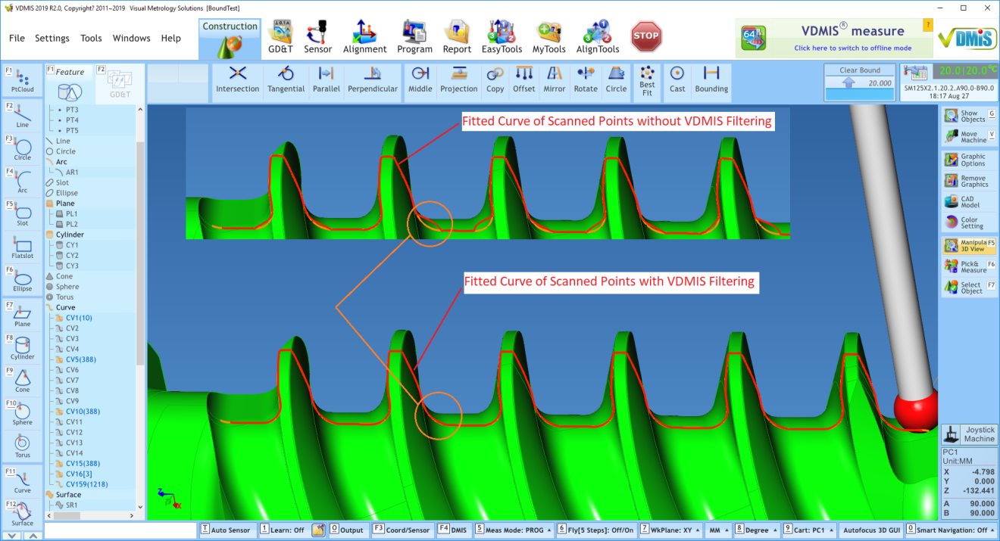 VDMIS 2019 R2.0, Copyright? 2011~2019   Visual Metrology Solutions  [BoundTest]
File Settings Tools Windows Help
Construction
GD&T Sensor Alignment Program Report EasyTools MyTools AlignTools
STOP
64
VDMIS® measure
Click here to switch to offline mode
?
VDMiS
F1 PtCloud
F2 Line
F3 Circle
F4 Arc
F5 Slot
Flatslot
F6 Ellipse
F7 Plane
F8 Cylinder
F9 Cone
F10 Sphere
Torus
F11 Curve
F12 Surface
F1 Feature
F2 GD&T
Intersection Tangential Parallel Perpendicular Middle Projection Copy Offset Mirror Rotate Circle
Best
Fit
Cast Bounding
Clear Bound
20.000
20.0|20.0℃
SM125X2.1.20.2.A90.0-B90.0
18:17 Aug 27
PT3
PT4
PT5
Line
Circle
Arc
AR1
Slot
Ellipse
Plane
PL1
PL2
Cylinder
CY1
CY2
CY3
Cone
Sphere
Torus
Curve
CV1(10)
CV2
CV3
CV4
CV5(388)
CV6
CV7
CV8
CV9
CV10(388)
CV11
CV12
CV13
CV14
CV15(388)
CV16[3]
CV159(1218)
Surface
SR1
Fitted Curve of Scanned Points without VDMIS Filtering
Fitted Curve of Scanned Points with VDMIS Filtering
Z
X
Show G
Objects
Move V
Machine
Graphic
Options
Remove
Graphics
CAD
Model
Color
Setting
Manipula F5
3D View
Pick& F6
Measure
Select F7
Object
Joystick
Machine
PC1
Unit:MM
X -4.798
Y 0.000
Z -132.441
A 90.000
B 90.000
T Auto Sensor
1 Learn: Off
O Output
F3 Coord/Sensor
F4 DMIS
5 Meas Mode: PROG
6 Fly[5 Steps]: Off/On
7 WkPlane: XY
MM
8 Degree
9 Cart: PC1
Autofocus 3D GUI
0 Smart Navigation: Off